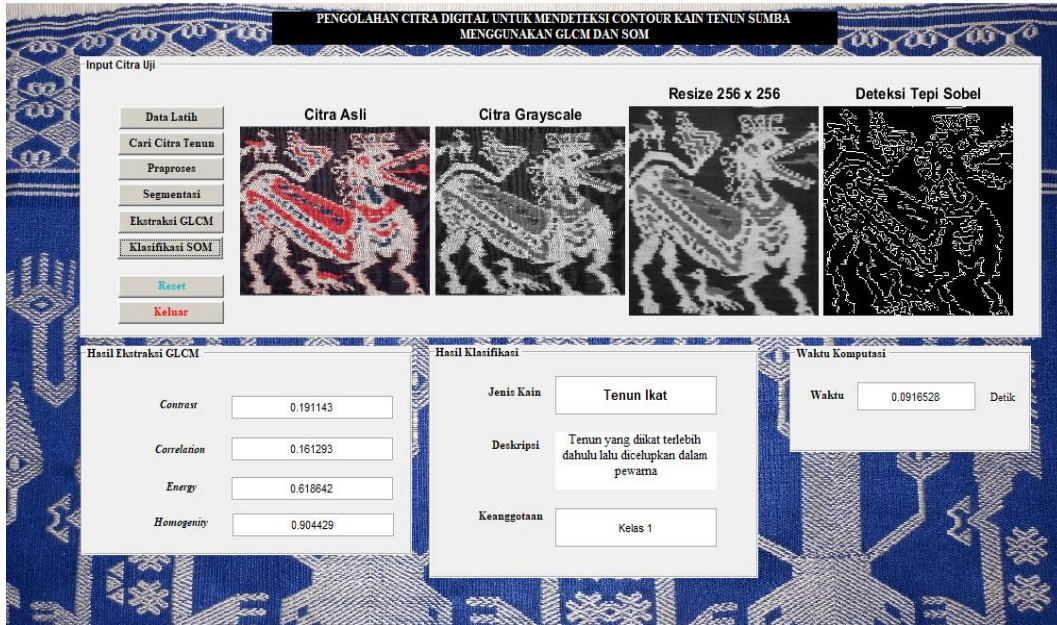 PENGOLAHAN CITRA DIGITAL UNTUK MENDETEKSI CONTOUR KAIN TENUN SUMBA
MENGGUNAKAN GLCM DAN SOM
Input Citra Uji
Data Latih
Cari Citra Tenun
Praproses
Segmentasi
Ekstraksi GLCM
Klasifikasi SOM
Reset
Keluar
Citra Asli
Citra Grayscale
Resize 256 x 256
Deteksi Tepi Sobel
Hasil Ekstraksi GLCM
Contrast 0.191143
Correlation 0.161293
Energy 0.618642
Homogenity 0.904429
Hasil Klasifikasi
Jenis Kain Tenun Ikat
Deskripsi Tenun yang diikat terlebih
dahulu lalu dicelupkan dalam
pewarna
Keanggotaan Kelas 1
Waktu Komputasi
Waktu 0.0916528 Detik